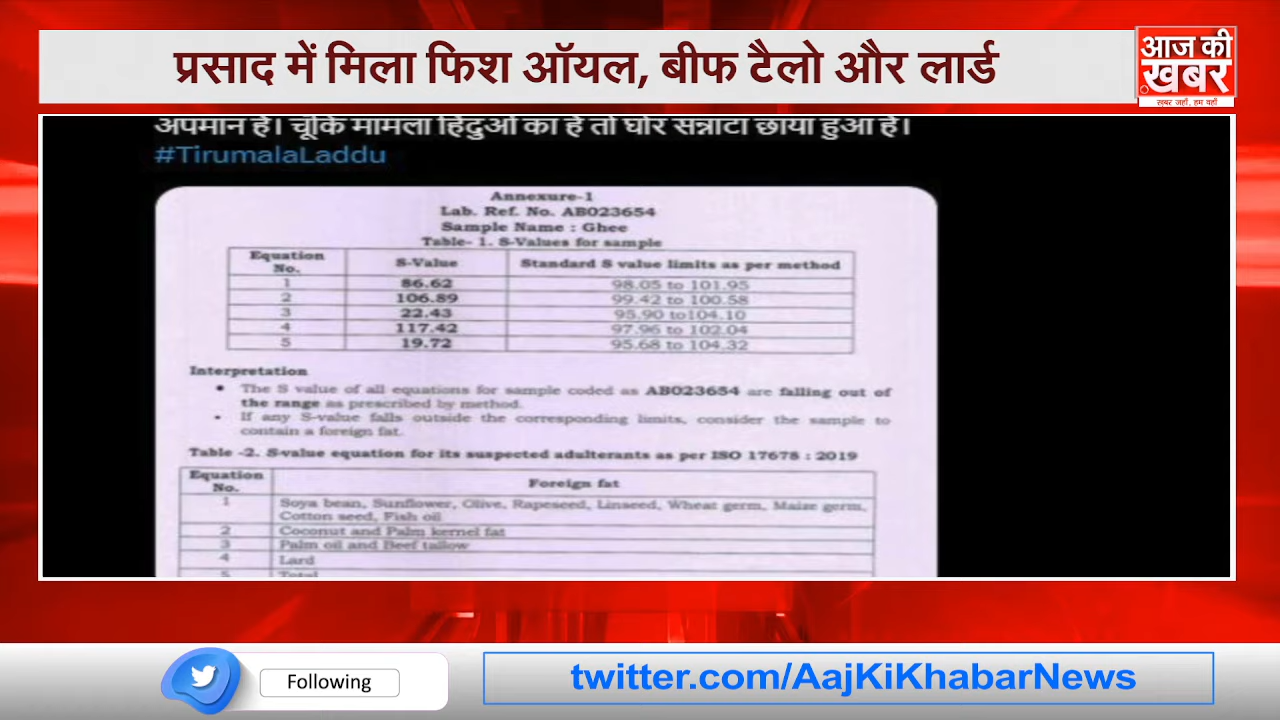 प्रसाद में मिला फिश ऑयल, बीफ टैलो और लार्ड
आज की
खबर
खबर जहाँ, हम वहाँ
अपमान है। चूंकि मामला हिंदुओं का है तो घोर सन्नाटा छाया हुआ है।
#TirumalaLaddu
Annexure-1
Lab. Ref. No. AB023654
Sample Name : Ghee
Table- 1. S-Values for sample
Equation No. S-Value Standard S value limits as per method
1 86.62 98.05 to 101.95
2 106.89 99.42 to 100.58
3 22.43 95.90 to104.10
4 117.42 97.96 to 102.04
5 19.72 95.68 to 104.32
Interpretation
• The S value of all equations for sample coded as AB023654 are falling out of
the range as prescribed by method.
• If any S-value falls outside the corresponding limits, consider the sample to
contain a foreign fat.
Table -2. S-value equation for its suspected adulterants as per ISO 17678 : 2019
Equation No. Foreign fat
1 Soya bean, Sunflower, Olive, Rapeseed, Linseed, Wheat germ, Maize germ,
Cotton seed, Fish oil
2 Coconut and Palm kernel fat
3 Palm oil and Beef tallow
4 Lard
5 Total
Following
twitter.com/AajKiKhabarNews